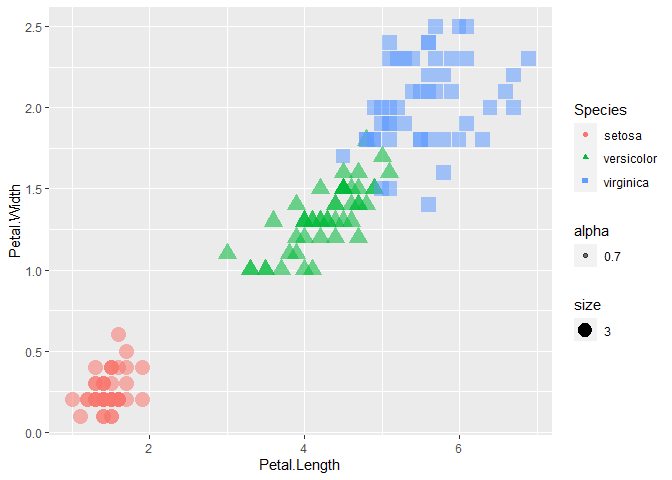 2.5
2.0
1.5
1.0
0.5
0.0
Petal.Width
2
4
6
Petal.Length
Species
setosa
versicolor
virginica
alpha
0.7
size
3